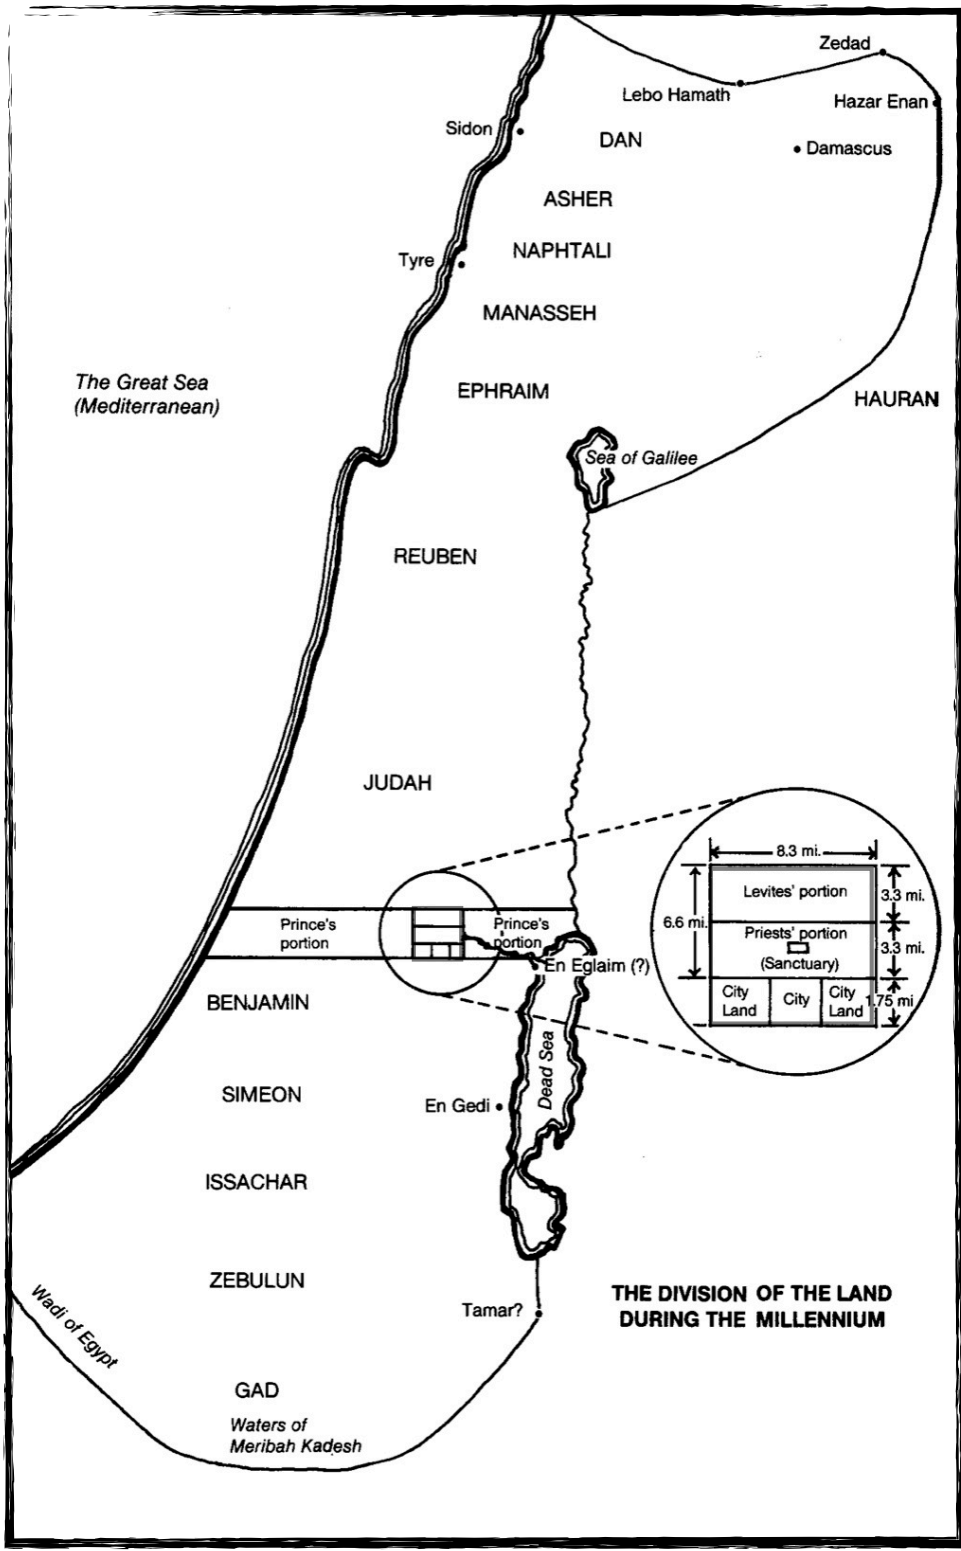 Zedad
Lebo Hamath
Hazar Enan
Sidon
DAN
Damascus
ASHER
NAPHTALI
Tyre
MANASSEH
The Great Sea
(Mediterranean)
EPHRAIM
HAURAN
Sea of Galilee
REUBEN
JUDAH
8.3 mi.
Levites' portion
3.3 mi.
6.6 mi.
Priests' portion
(Sanctuary)
3.3 mi.
City
Land
City
City
Land
1.75 mi
Prince's
portion
Prince's
portion
En Eglaim (?)
BENJAMIN
Dead Sea
SIMEON
En Gedi
ISSACHAR
ZEBULUN
THE DIVISION OF THE LAND
DURING THE MILLENNIUM
Tamar?
Wadi of Egypt
GAD
Waters of
Meribah Kadesh